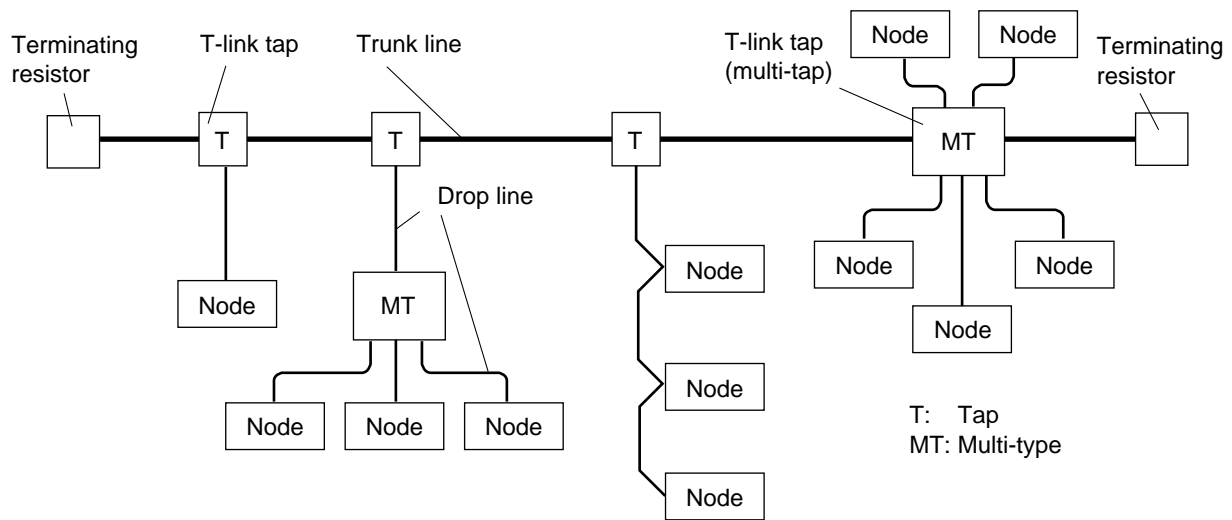 Terminating
resistor
T-link tap
Trunk line
T-link tap
(multi-tap)
Node
Node
Terminating
resistor
T
T
T
MT
Drop line
Node
MT
Node
Node
Node
Node
Node
Node
Node
Node
Node
Node
T: Tap
MT: Multi-type